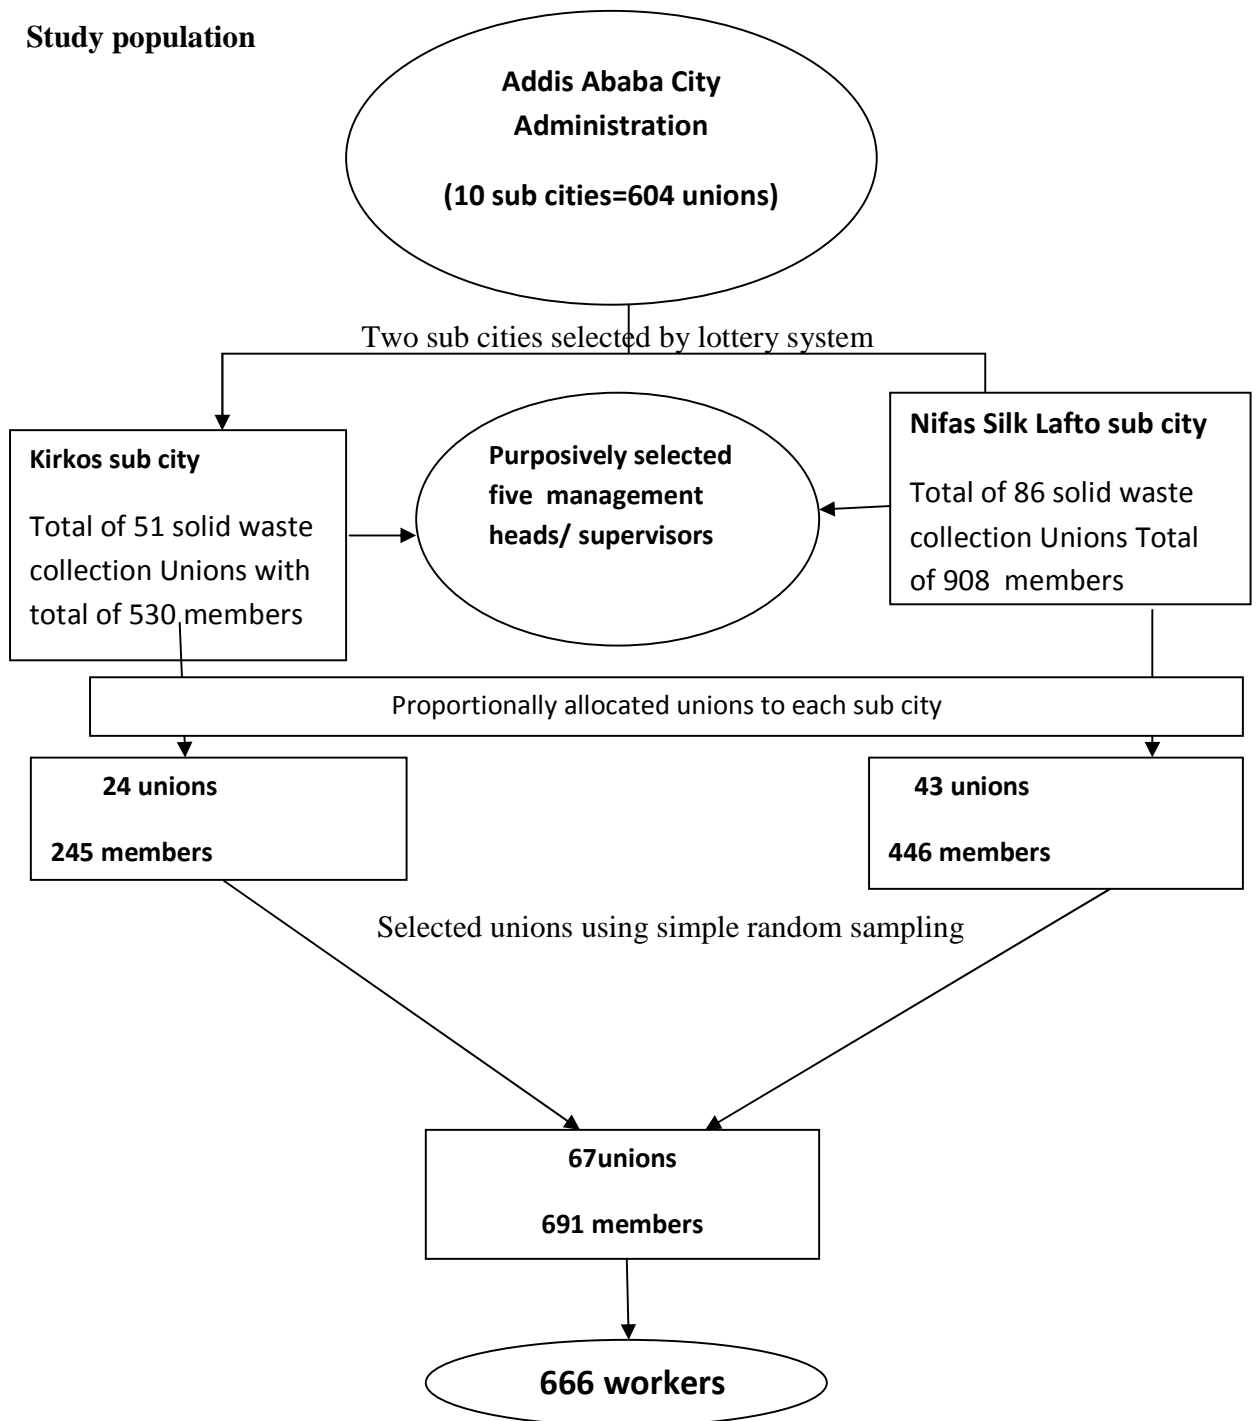 Study population
Addis Ababa City
Administration
(10 sub cities=604 unions)
Two sub cities selected by lottery system
Kirkos sub city
Total of 51 solid waste
collection Unions with
total of 530 members
Purposively selected
five management
heads/ supervisors
Nifas Silk Lafto sub city
Total of 86 solid waste
collection Unions Total
of 908 members
Proportionally allocated unions to each sub city
24 unions
245 members
43 unions
446 members
Selected unions using simple random sampling
67unions
691 members
666 workers